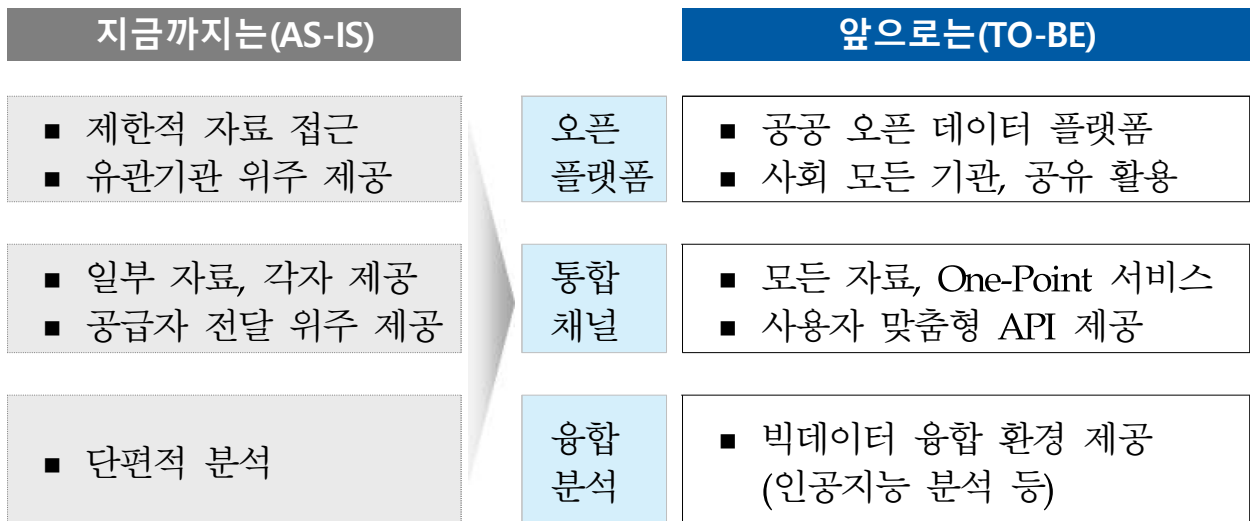 지금까지는(AS-IS)
앞으로는(TO-BE)
■ 제한적 자료 접근
■ 유관기관 위주 제공
오픈
플랫폼
■ 공공 오픈 데이터 플랫폼
■ 사회 모든 기관, 공유 활용
■ 일부 자료, 각자 제공
■ 공급자 전달 위주 제공
통합
채널
■ 모든 자료, One-Point 서비스
■ 사용자 맞춤형 API 제공
■ 단편적 분석
융합
분석
■ 빅데이터 융합 환경 제공
(인공지능 분석 등)